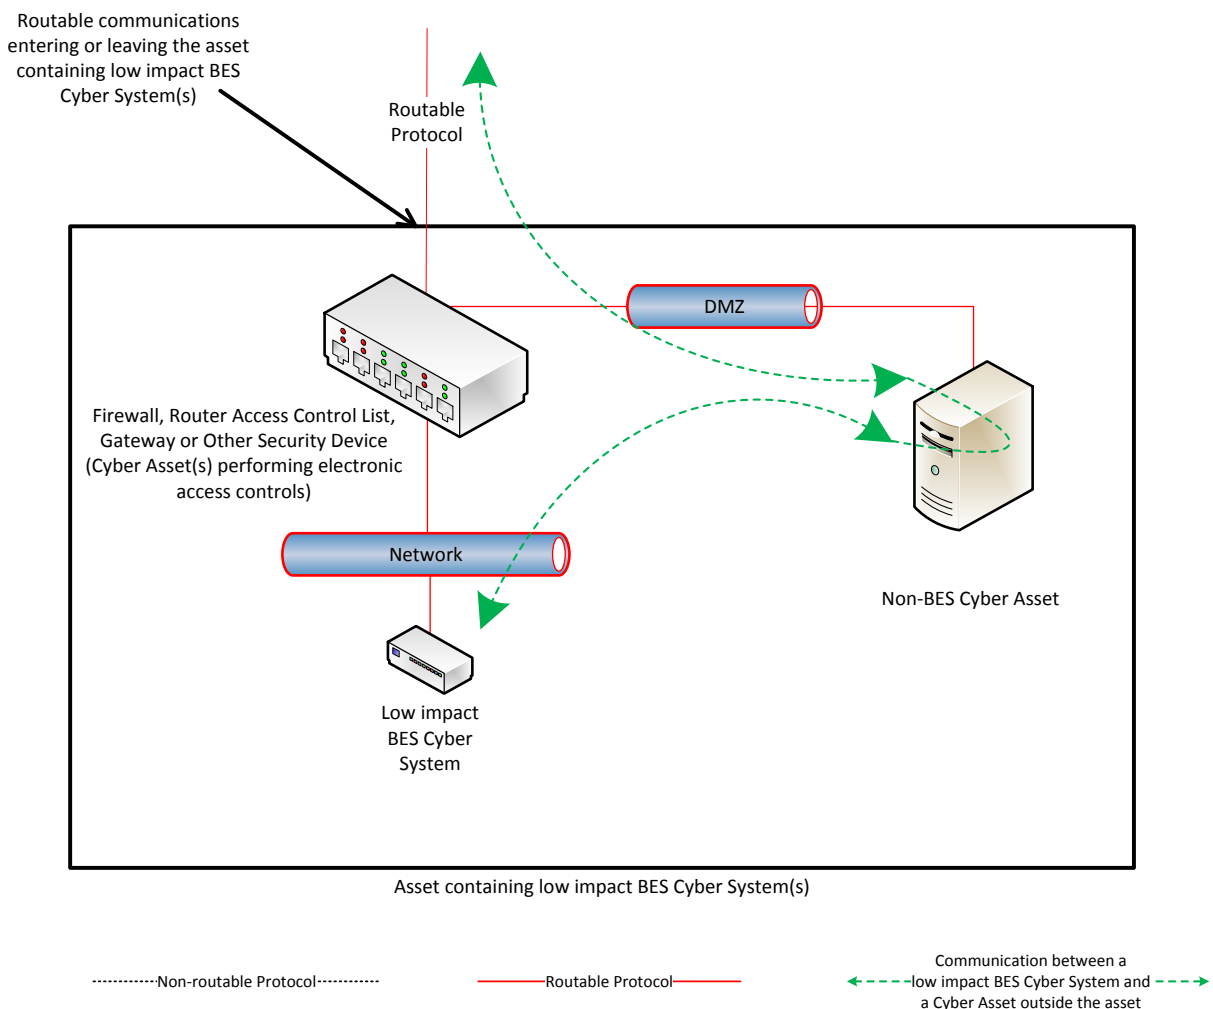 Routable communications
entering or leaving the asset
containing low impact BES
Cyber System(s)
Routable
Protocol
DMZ
Firewall, Router Access Control List,
Gateway or Other Security Device
(Cyber Asset(s) performing electronic
access controls)
Network
Non-BES Cyber Asset
Low impact
BES Cyber
System
Asset containing low impact BES Cyber System(s)
Non-routable Protocol
Routable Protocol
Communication between a
low impact BES Cyber System and
a Cyber Asset outside the asset